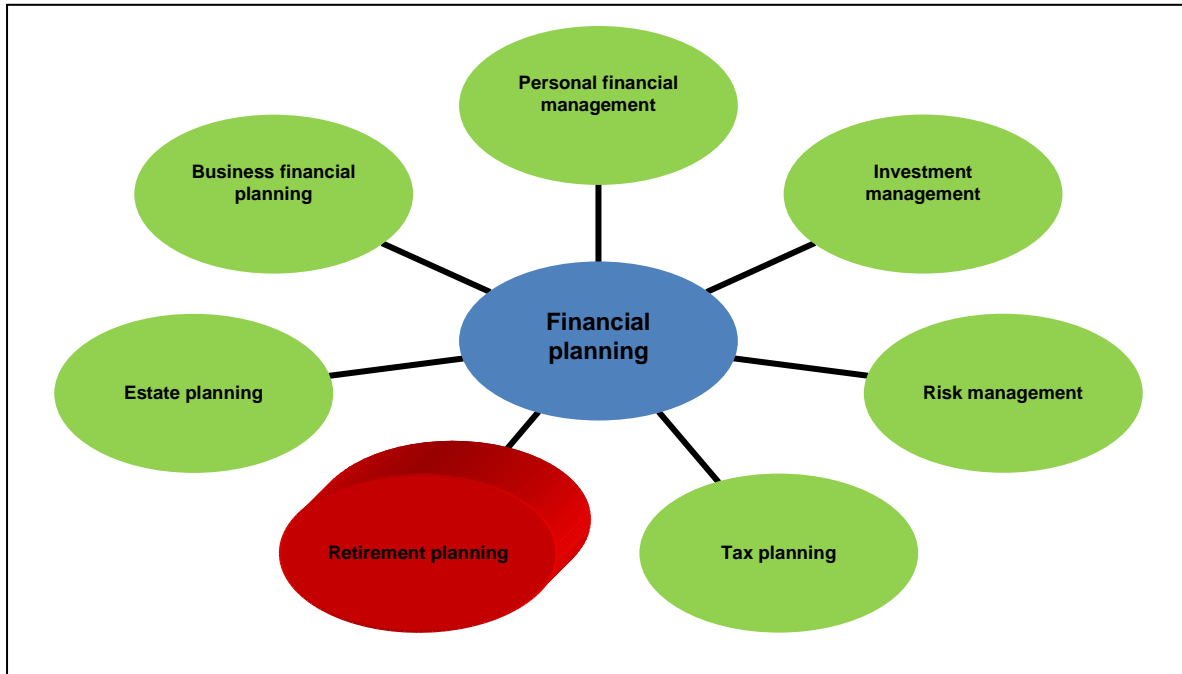 Personal financial
management
Business financial
planning
Investment
management
Financial
planning
Estate planning
Risk management
Retirement planning
Tax planning